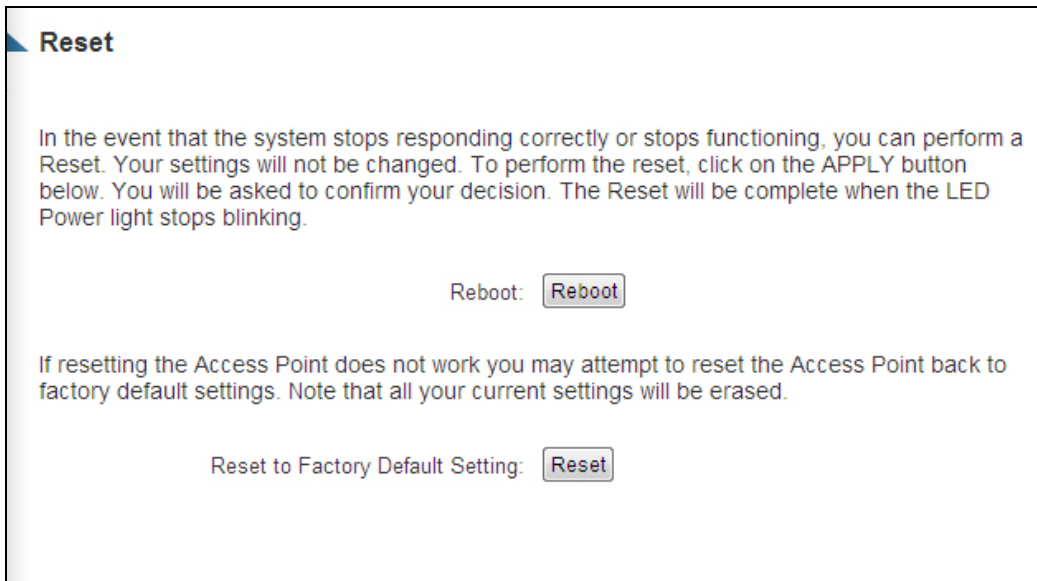 Reset
In the event that the system stops responding correctly or stops functioning, you can perform a
Reset. Your settings will not be changed. To perform the reset, click on the APPLY button
below. You will be asked to confirm your decision. The Reset will be complete when the LED
Power light stops blinking.
Reboot: Reboot
If resetting the Access Point does not work you may attempt to reset the Access Point back to
factory default settings. Note that all your current settings will be erased.
Reset to Factory Default Setting: Reset